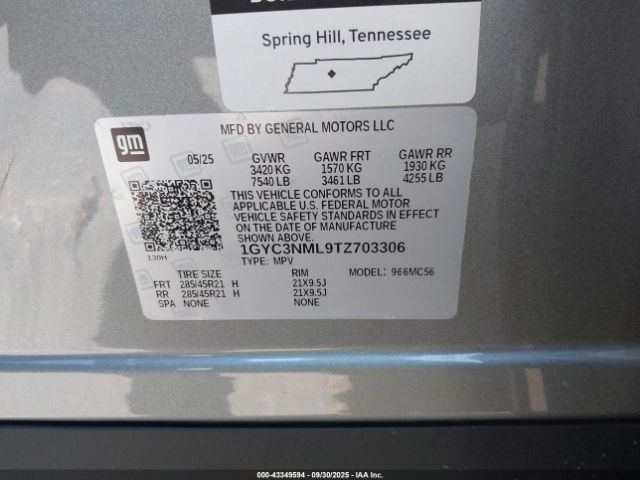 Spring Hill, Tennessee
gm
MFD BY GENERAL MOTORS LLC
05/25 GVWR GAWR FRT GAWR RR
3420 KG 1570 KG 1930 KG
7540 LB 3461 LB 4255 LB
THIS VEHICLE CONFORMS TO ALL
APPLICABLE U.S. FEDERAL MOTOR
VEHICLE SAFETY STANDARDS IN EFFECT
ON THE DATE OF MANUFACTURE
SHOWN ABOVE.
1GYC3NML9TZ703306
130H TYPE: MPV
TIRE SIZE RIM MODEL: 966MC56
FRT 285/45R21 H 21X9.5J
RR 285/45R21 H 21X9.5J
SPA NONE NONE
000-43349594 - 09/30/2025 - IAA Inc.